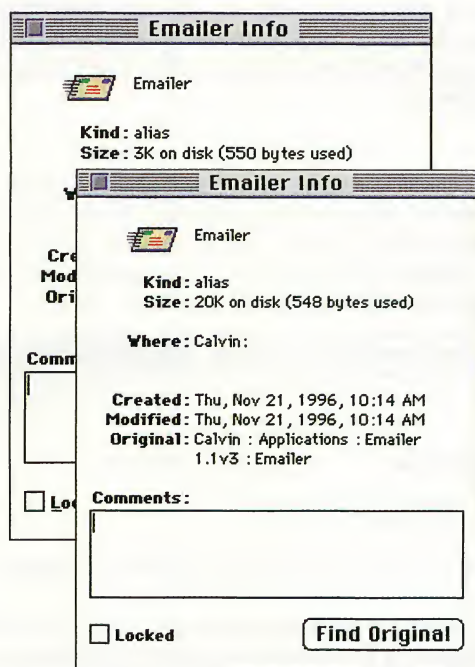 Emailer Info
Emailer
Kind: alias
Size: 3K on disk (550 bytes used)
Emailer Info
Emailer
Kind: alias
Size: 20K on disk (548 bytes used)
Where: Calvin:
Created: Thu, Nov 21, 1996, 10:14 AM
Modified: Thu, Nov 21, 1996, 10:14 AM
Original: Calvin : Applications : Emailer
1.1v3 : Emailer
Comments:
Locked
Find Original